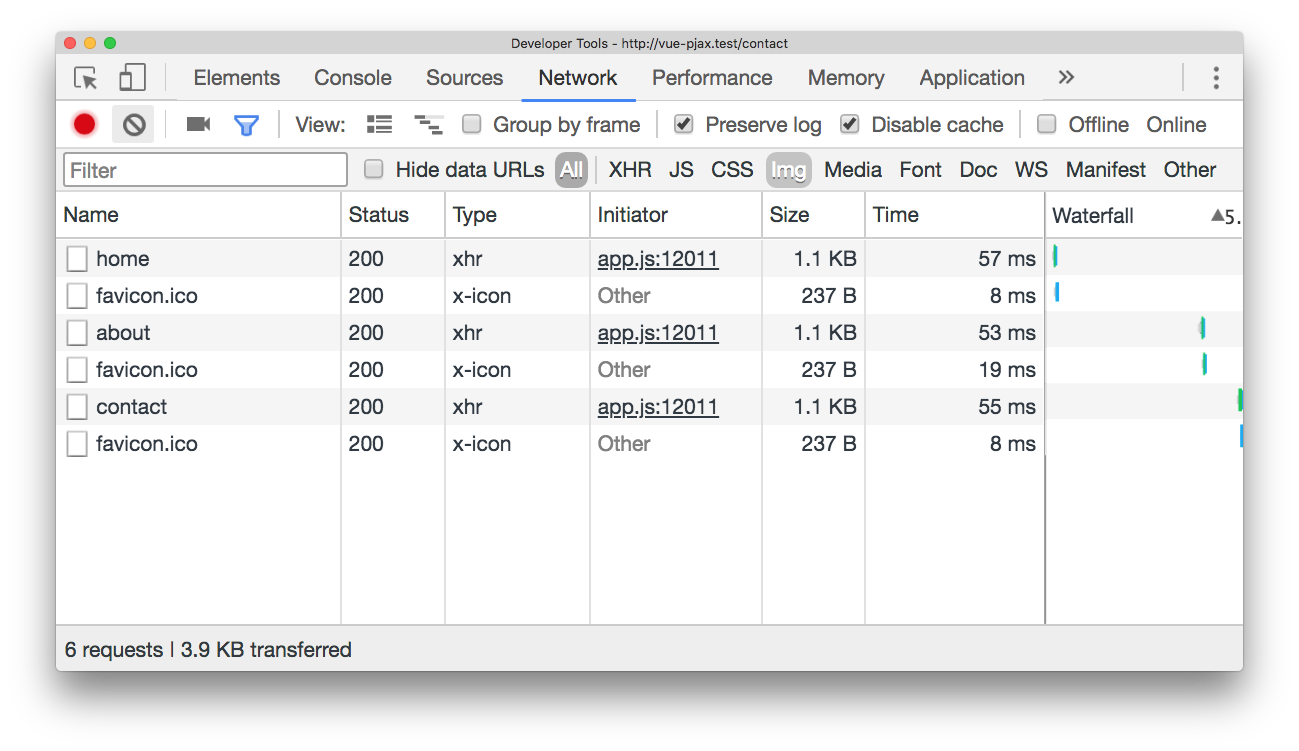 Developer Tools - http://vue-pjax.test/contact
Elements Console Sources Network Performance Memory Application »
View: Group by frame Preserve log Disable cache Offline Online
Filter Hide data URLs All XHR JS CSS Img Media Font Doc WS Manifest Other
Name Status Type Initiator Size Time Waterfall ▲5.
home 200 xhr app.js:12011 1.1 KB 57 ms
favicon.ico 200 x-icon Other 237 B 8 ms
about 200 xhr app.js:12011 1.1 KB 53 ms
favicon.ico 200 x-icon Other 237 B 19 ms
contact 200 xhr app.js:12011 1.1 KB 55 ms
favicon.ico 200 x-icon Other 237 B 8 ms
6 requests | 3.9 KB transferred